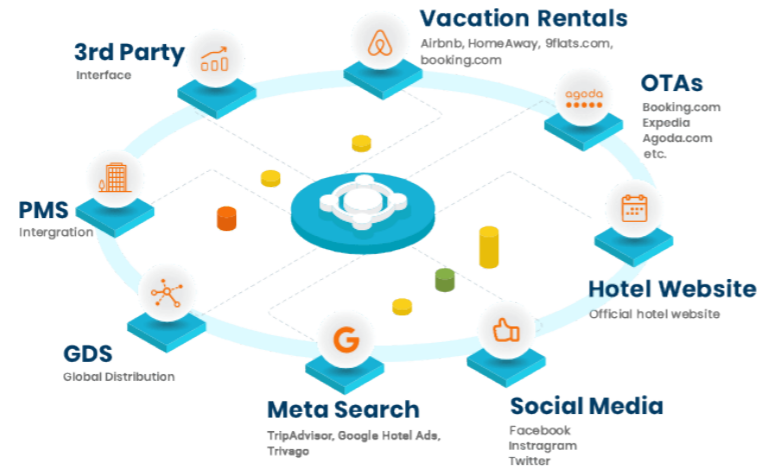 Vacation Rentals
Airbnb, HomeAway, 9flats.com,
booking.com
3rd Party
Interface
OTAs
Booking.com
Expedia
Agoda.com
etc.
agoda
PMS
Intergration
Hotel Website
Official hotel website
GDS
Global Distribution
G
Meta Search
TripAdvisor, Google Hotel Ads,
Trivago
Social Media
Facebook
Instragram
Twitter